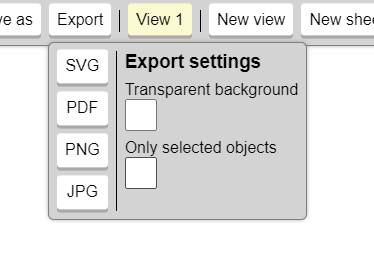 ve as Export View 1 New view New shee
SVG
PDF
PNG
JPG
Export settings
Transparent background
Only selected objects